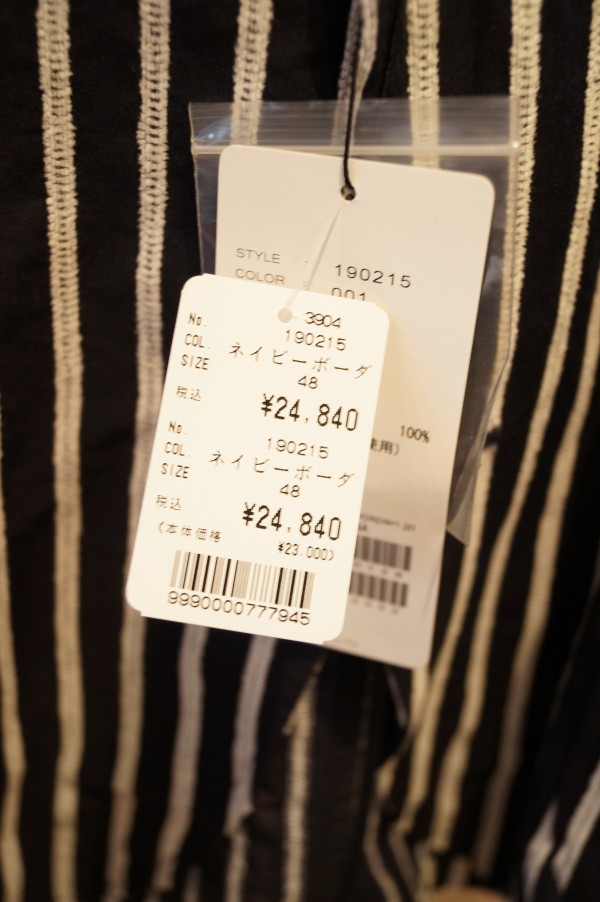 STYLE : 190215
COLOR : 001
3904
No. 190215
COL. ネイビーボーダ
SIZE 48
税込 ¥24,840
100%
使用)
No. 190215
COL. ネイビーボーダ
SIZE 48
税込 ¥24,840
(本体価格 ¥23,000)
9990000777945